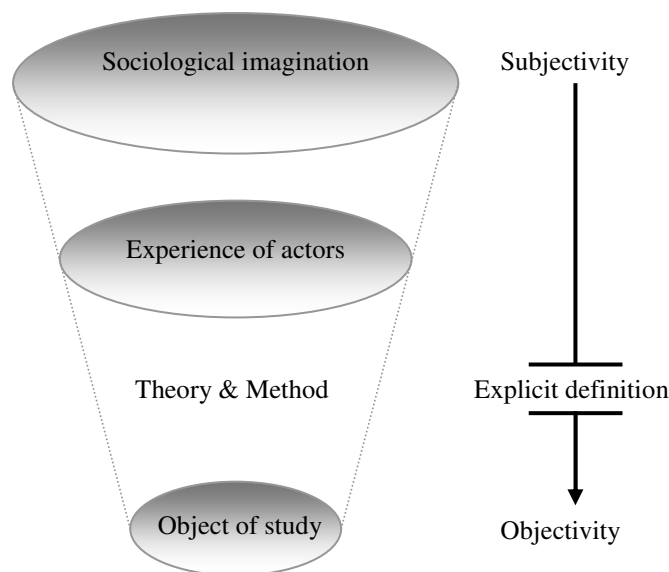 Sociological imagination
Subjectivity
Experience of actors
Theory & Method
Explicit definition
Object of study
Objectivity